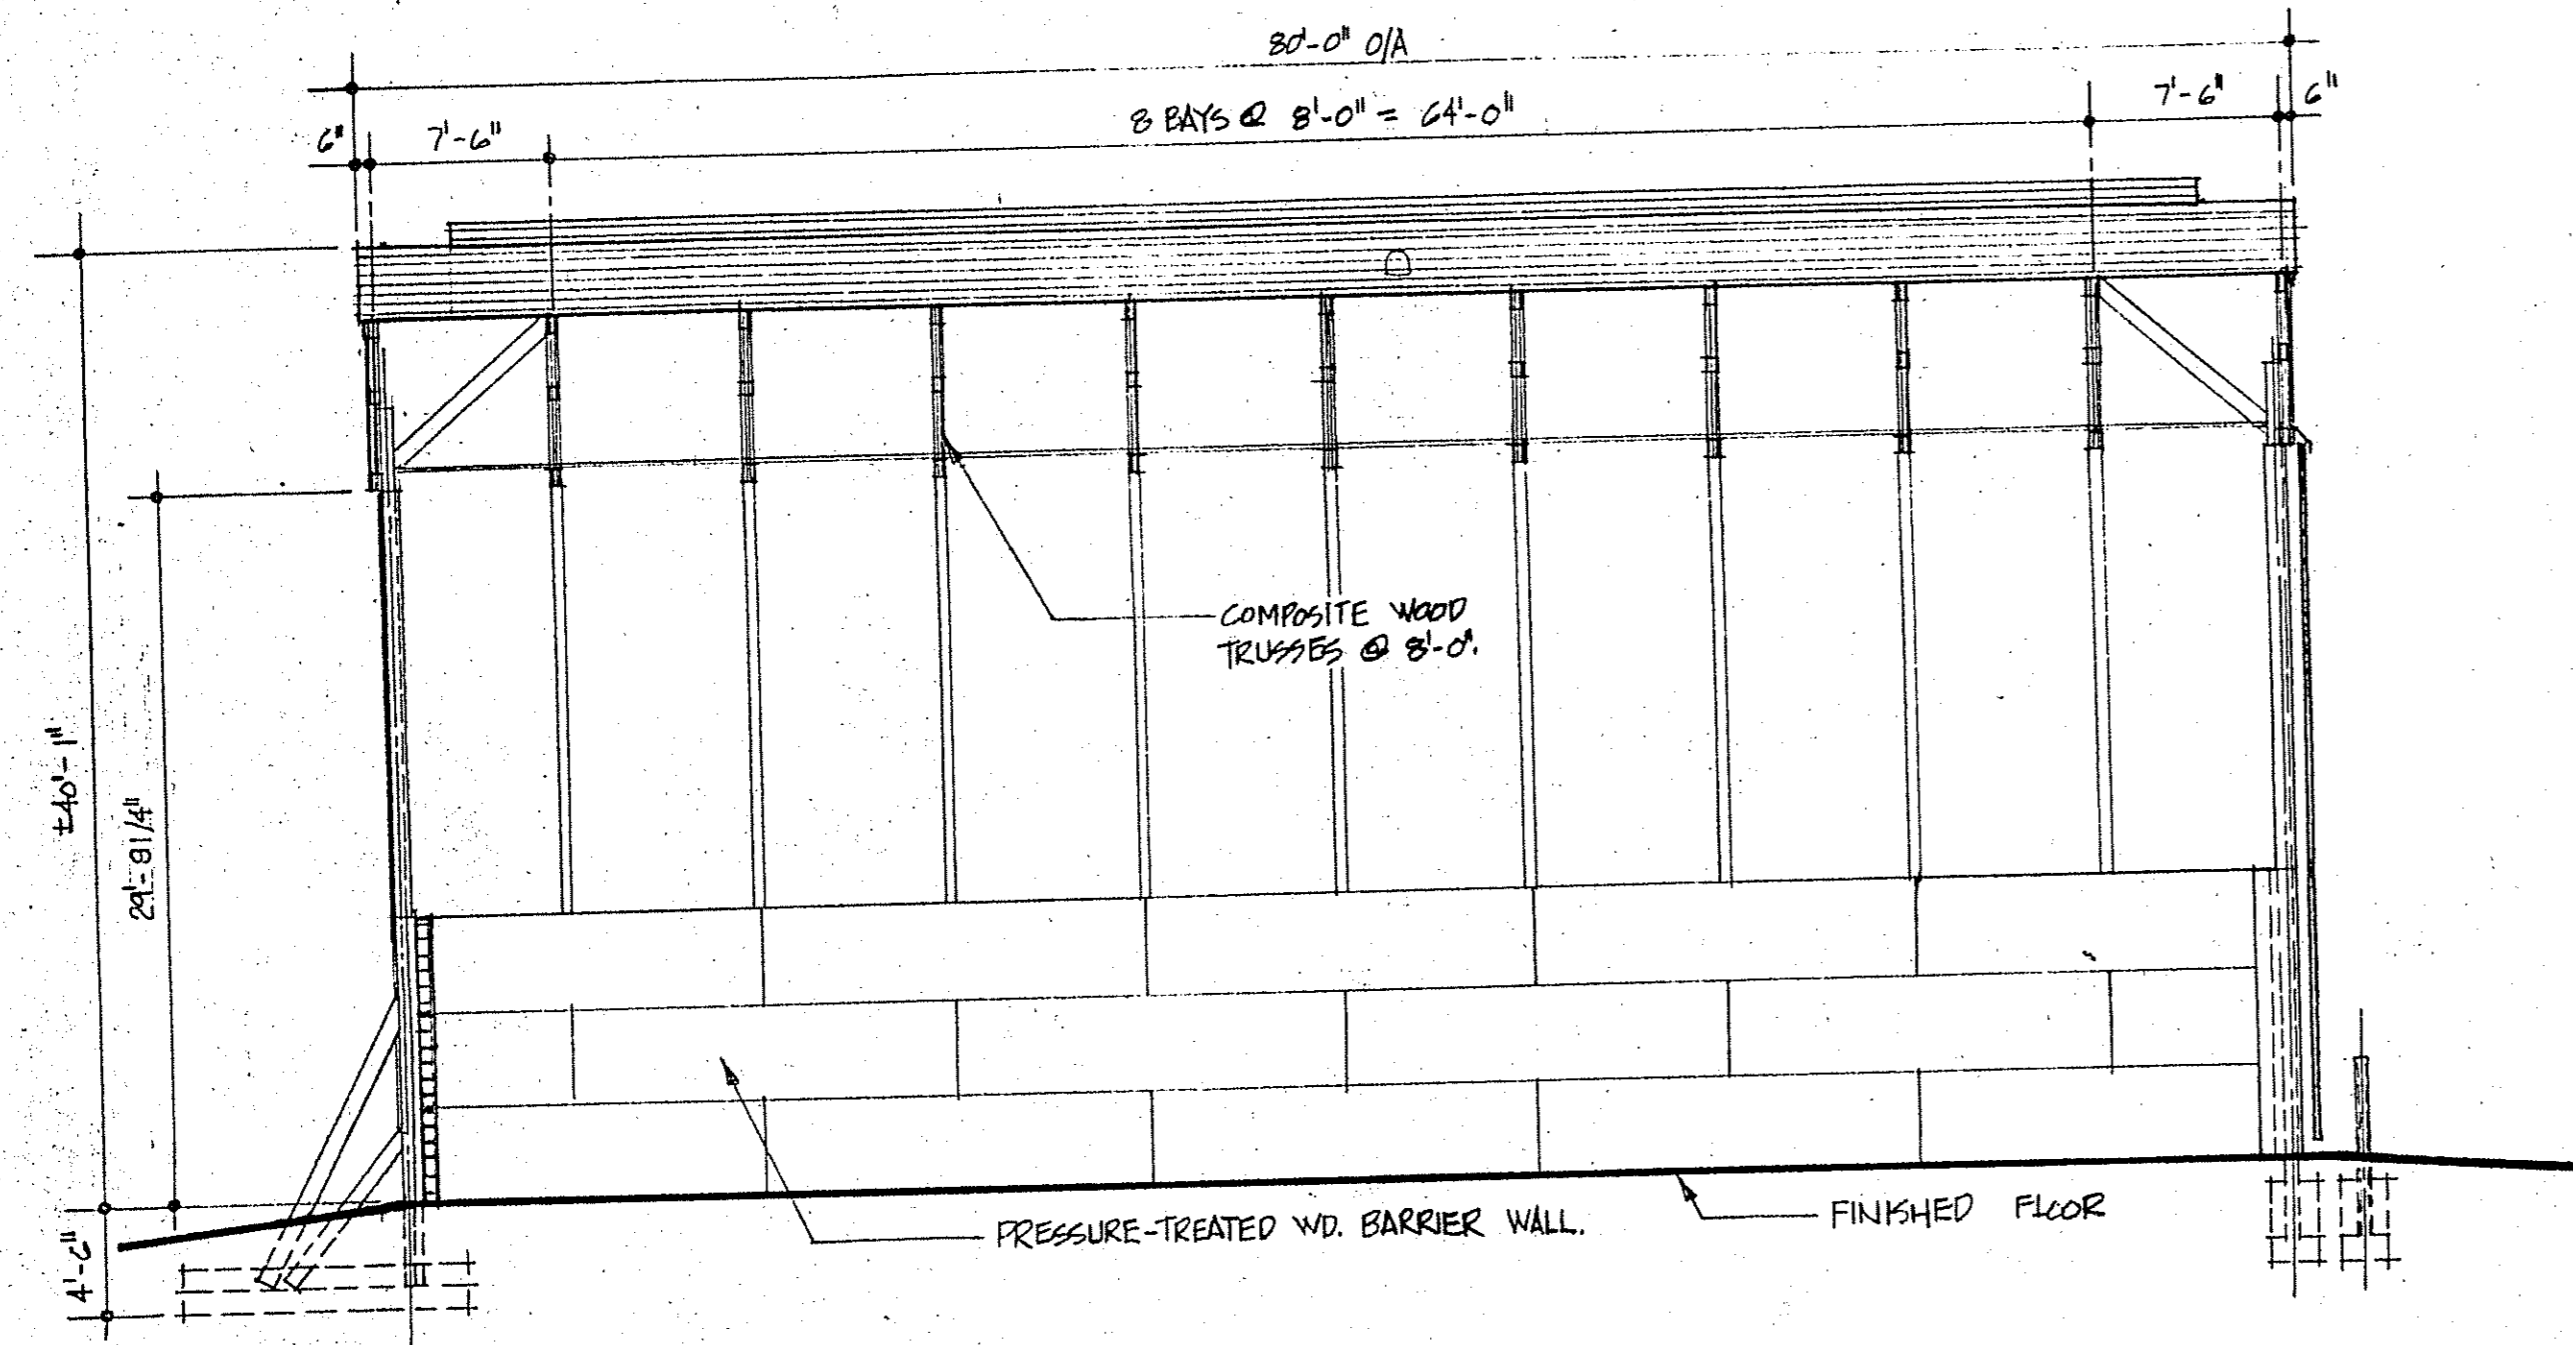 80'-0" O/A
8 BAYS @ 8'-0" = 64'-0"
6"
7'-6"
7'-6"
6"
COMPOSITE WOOD
TRUSSES @ 8'-0".
±40'-1"
29'-9 1/4"
4'-6"
PRESSURE-TREATED WD. BARRIER WALL.
FINISHED FLOOR